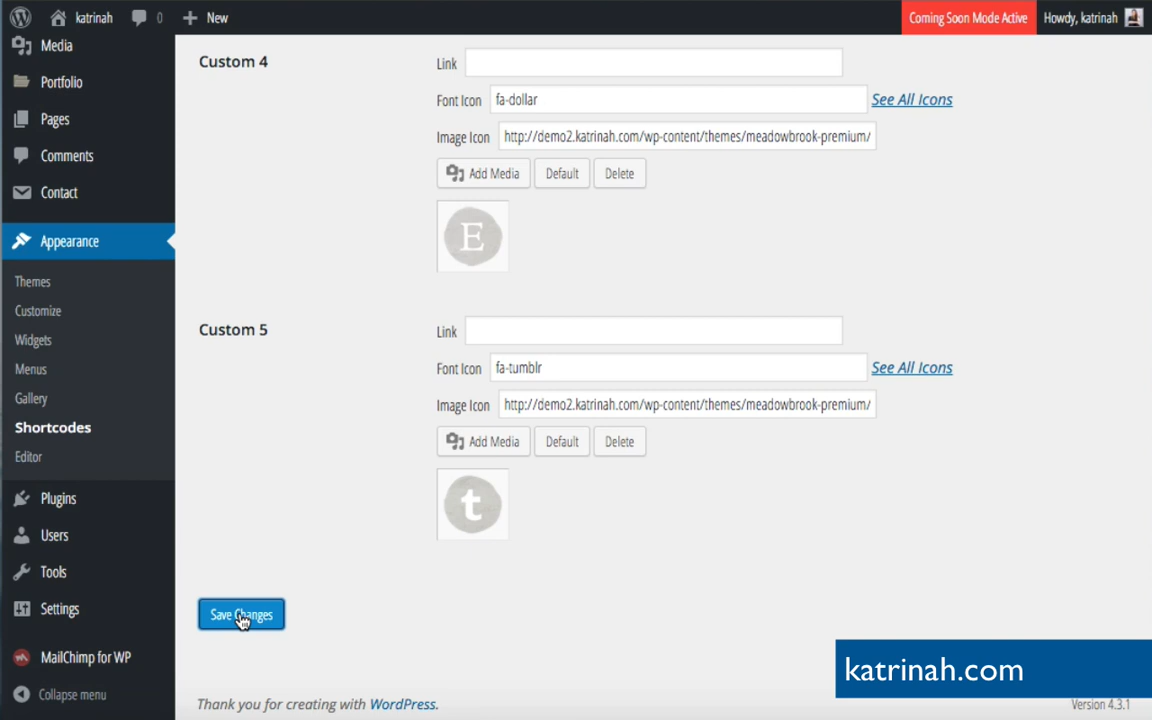 katrinah
0
New
Coming Soon Mode Active
Howdy, katrinah
Media
Portfolio
Pages
Comments
Contact
Appearance
Themes
Customize
Widgets
Menus
Gallery
Shortcodes
Editor
Plugins
Users
Tools
Settings
MailChimp for WP
Collapse menu
Custom 4
Link
Font Icon fa-dollar See All Icons
Image Icon http://demo2.katrinah.com/wp-content/themes/meadowbrook-premium/
Add Media Default Delete
E
Custom 5
Link
Font Icon fa-tumblr See All Icons
Image Icon http://demo2.katrinah.com/wp-content/themes/meadowbrook-premium/
Add Media Default Delete
t
Save Changes
katrinah.com
Thank you for creating with WordPress.
Version 4.3.1